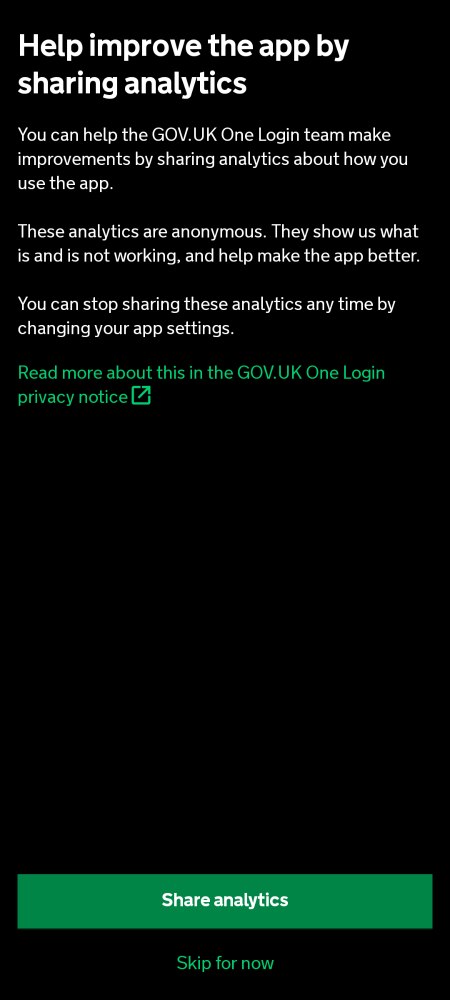 Help improve the app by
sharing analytics
You can help the GOV.UK One Login team make
improvements by sharing analytics about how you
use the app.
These analytics are anonymous. They show us what
is and is not working, and help make the app better.
You can stop sharing these analytics any time by
changing your app settings.
Read more about this in the GOV.UK One Login
privacy notice
Share analytics
Skip for now